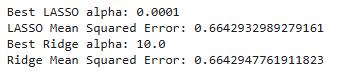 Best LASSO alpha: 0.0001
LASSO Mean Squared Error: 0.6642932989279161
Best Ridge alpha: 10.0
Ridge Mean Squared Error: 0.6642947761911823